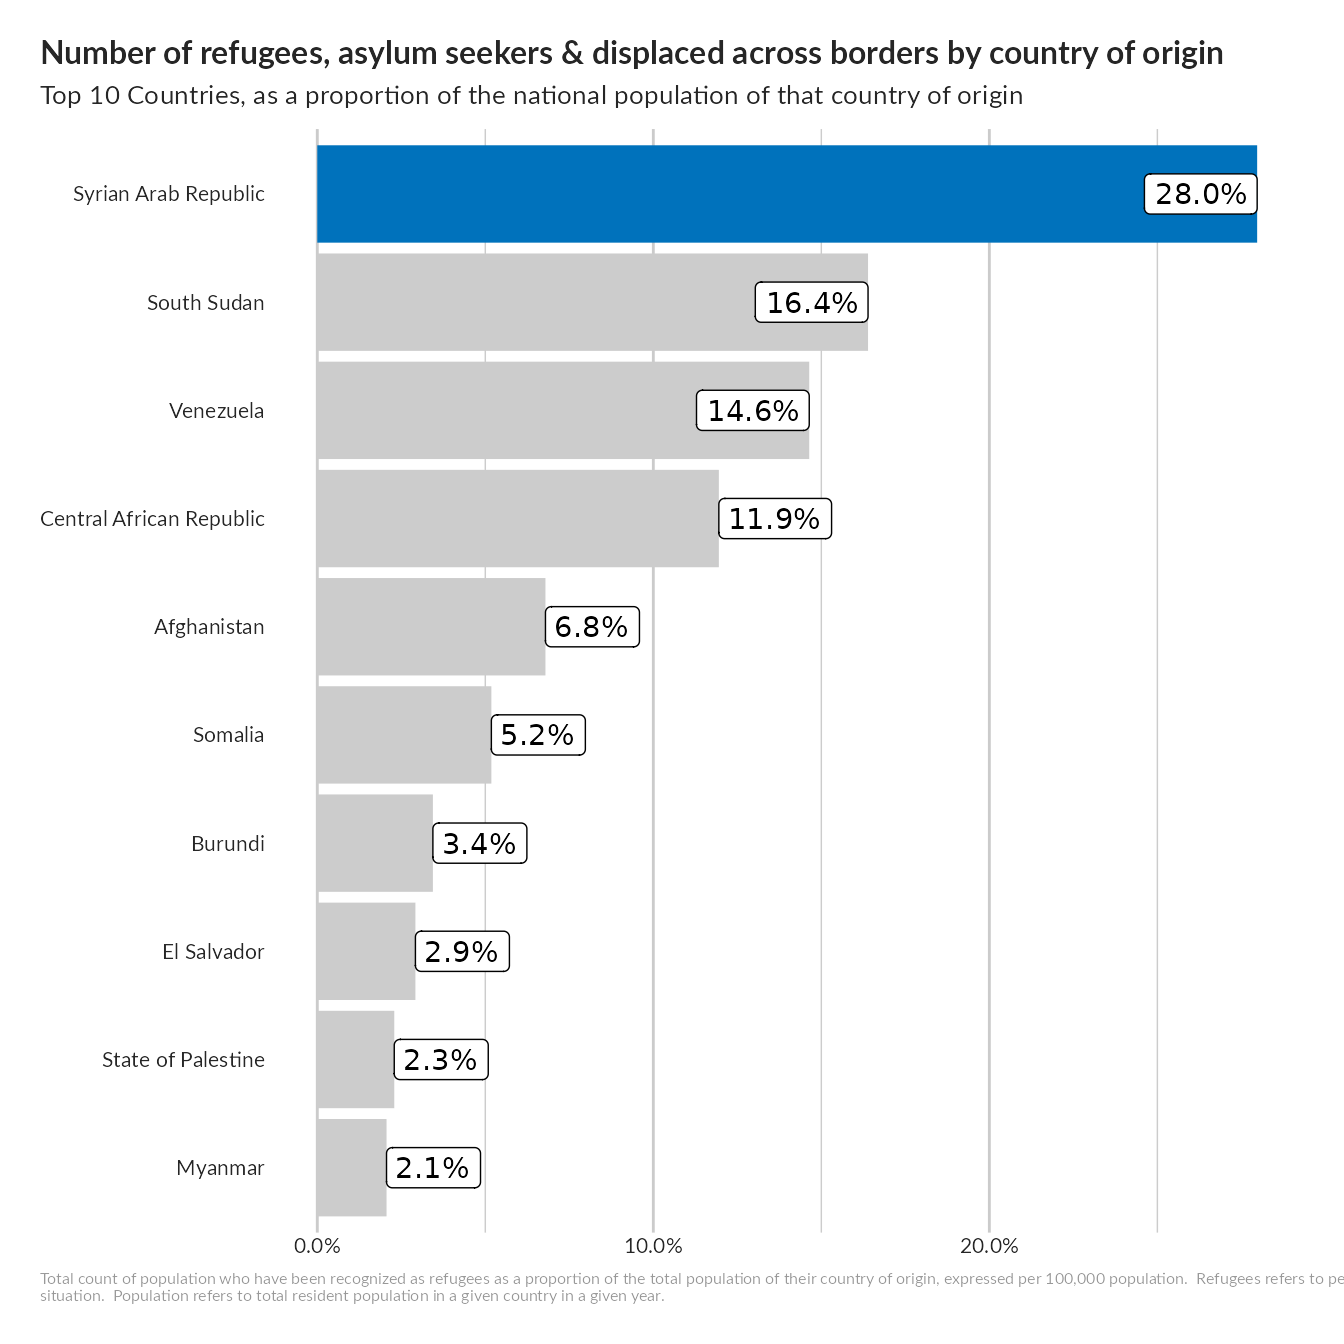 Number of refugees, asylum seekers & displaced across borders by country of origin
Top 10 Countries, as a proportion of the national population of that country of origin
Syrian Arab Republic 28.0%
South Sudan 16.4%
Venezuela 14.6%
Central African Republic 11.9%
Afghanistan 6.8%
Somalia 5.2%
Burundi 3.4%
El Salvador 2.9%
State of Palestine 2.3%
Myanmar 2.1%
0.0% 10.0% 20.0%
Total count of population who have been recognized as refugees as a proportion of the total population of their country of origin, expressed per 100,000 population. Refugees refers to
situation. Population refers to total resident population in a given country in a given year.